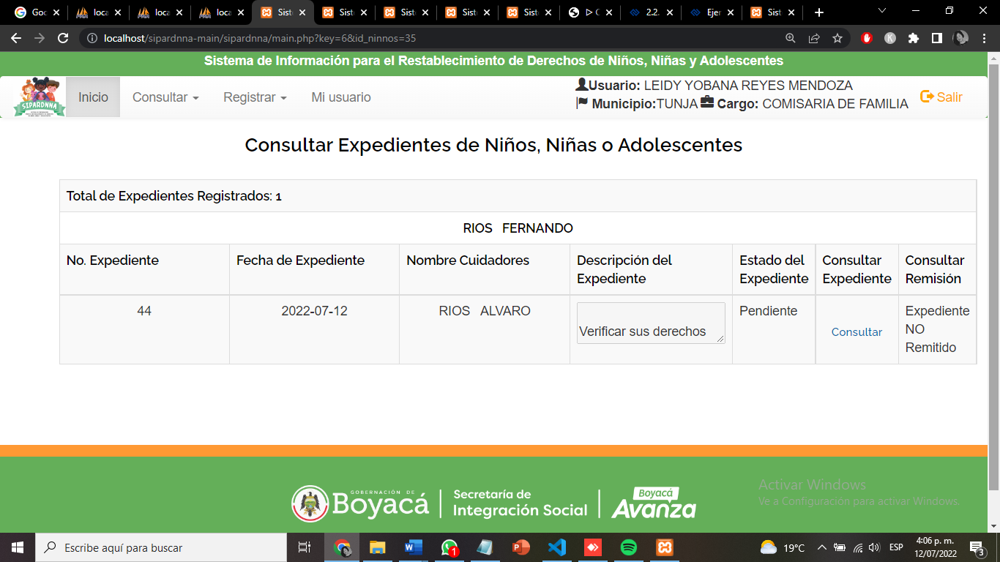 Goo
loca
loca
loca
Siste
Siste
Siste
Siste
Siste
2.2.
Ejer
Siste
localhost/sipardnna-main/sipardnna/main.php?key=6&id_ninnos=35
K
Sistema de Información para el Restablecimiento de Derechos de Niños, Niñas y Adolescentes
SIPARDNNA
Inicio
Consultar
Registrar
Mi usuario
Usuario: LEIDY YOBANA REYES MENDOZA
Municipio:TUNJA Cargo: COMISARIA DE FAMILIA
Salir
Consultar Expedientes de Niños, Niñas o Adolescentes
Total de Expedientes Registrados: 1
RIOS FERNANDO
No. Expediente
Fecha de Expediente
Nombre Cuidadores
Descripción del
Expediente
Estado del
Expediente
Consultar
Expediente
Consultar
Remisión
44
2022-07-12
RIOS ALVARO
Verificar sus derechos
Pendiente
Consultar
Expediente
NO
Remitido
GOBERNACIÓN DE
Boyacá
Secretaría de
Integración Social
Boyacá
Avanza
Activar Windows
Ve a Configuración para activar Windows.
Escribe aquí para buscar
1
19°C
ESP
4:06 p. m.
12/07/2022
3